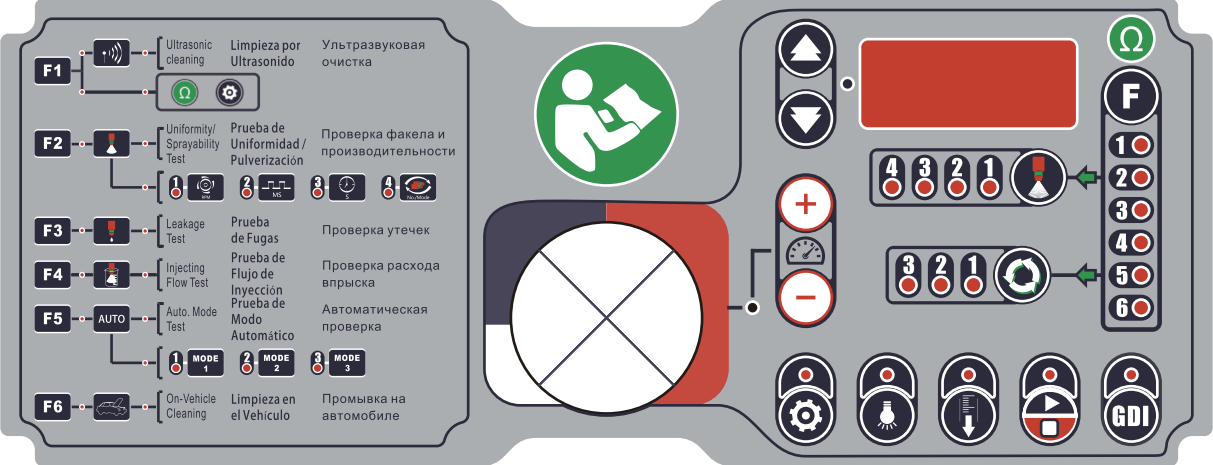 F1
Ultrasonic
cleaning
Limpieza por
Ultrasonido
Ультразвуковая
очистка
Ω
F2
Uniformity/
Sprayability
Test
Prueba de
Uniformidad /
Pulverización
Проверка факела и
производительности
1 RPM
2 MS
3 S
4 No./Mode
F3
Leakage
Test
Prueba
de Fugas
Проверка утечек
F4
Injecting
Flow Test
Prueba de
Flujo de
Inyección
Проверка расхода
впрыска
F5
AUTO
Auto. Mode
Test
Prueba de
Modo
Automático
Автоматическая
проверка
1 MODE
1
2 MODE
2
3 MODE
3
F6
On-Vehicle
Cleaning
Limpieza en
el Vehículo
Промывка на
автомобиле
+
−
4 3 2 1
3 2 1
Ω
F
1
2
3
4
5
6
GDI